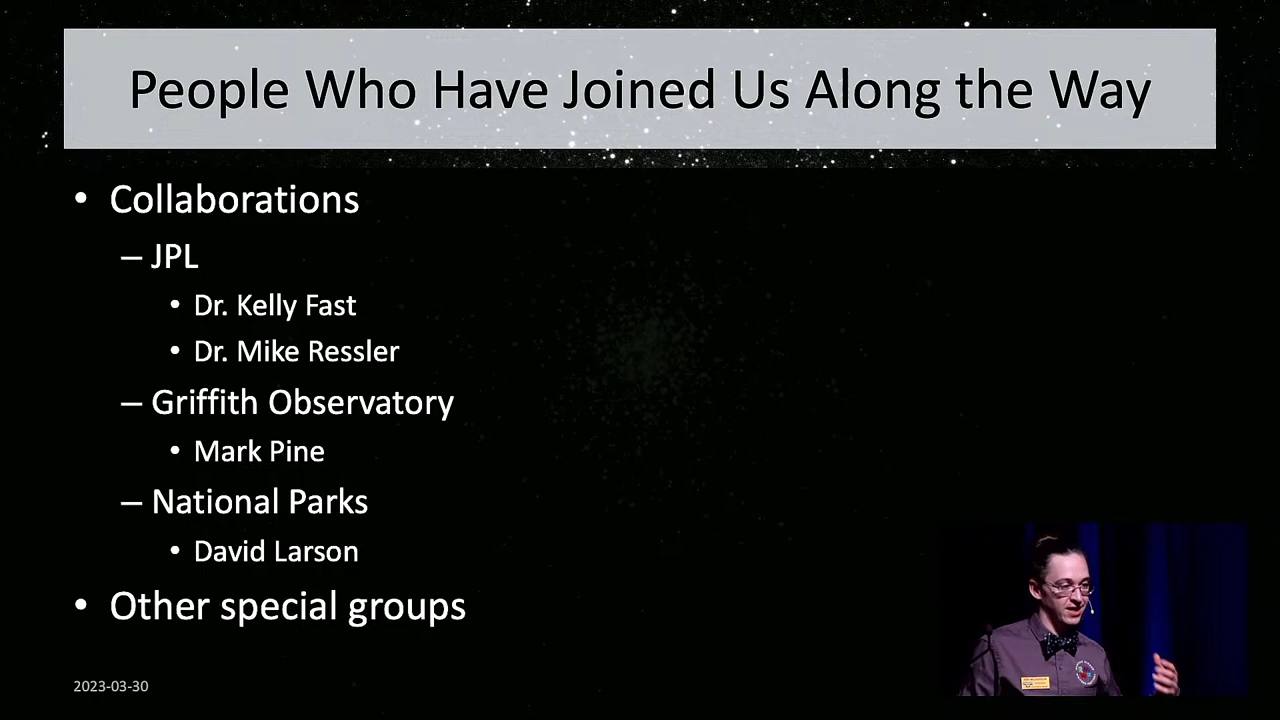 People Who Have Joined Us Along the Way
• Collaborations
– JPL
• Dr. Kelly Fast
• Dr. Mike Ressler
– Griffith Observatory
• Mark Pine
– National Parks
• David Larson
• Other special groups
2023-03-30